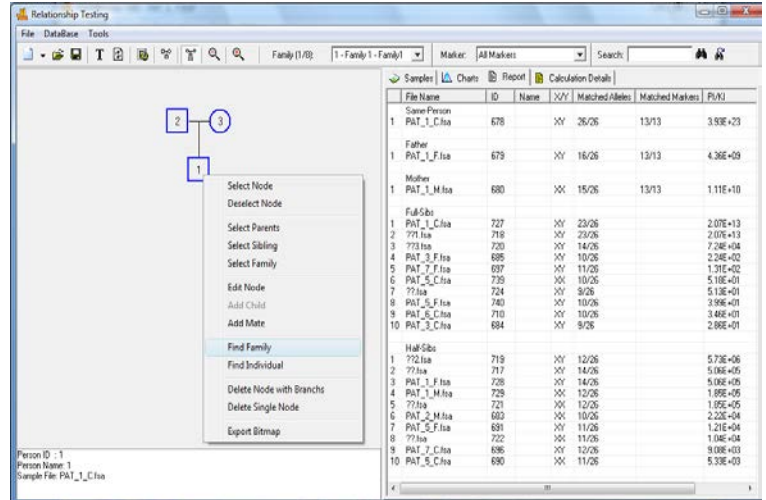 Relationship Testing
File DataBase Tools
T Family (1/8): 1 - Family 1 - Family1 Marker: All Markers Search:
Samples Charts Report Calculation Details
File Name ID Name X/Y Matched Alleles Matched Markers PI/KI
Same-Person
1 PAT_1_C.fsa 678 XY 26/26 13/13 3.93E+23
Father
1 PAT_1_F.fsa 679 XY 16/26 13/13 4.36E+09
Mother
1 PAT_1_M.fsa 680 XX 15/26 13/13 1.11E+10
Full-Sibs
1 PAT_1_C.fsa 727 XY 23/26 2.07E+13
2 ??1.fsa 718 XY 23/26 2.07E+13
3 ??3.fsa 720 XY 14/26 7.24E+04
4 PAT_3_F.fsa 685 XY 10/26 2.24E+02
5 PAT_7_F.fsa 697 XY 11/26 1.31E+02
6 PAT_5_C.fsa 739 XX 10/26 5.18E+01
7 ??.fsa 724 XY 9/26 5.13E+01
8 PAT_5_F.fsa 740 XY 10/26 3.99E+01
9 PAT_6_C.fsa 710 XY 10/26 3.46E+01
10 PAT_3_C.fsa 684 XY 9/26 2.86E+01
Half-Sibs
1 ??2.fsa 719 XY 12/26 5.73E+06
2 ??.fsa 717 XY 14/26 5.06E+05
3 PAT_1_F.fsa 728 XY 14/26 5.06E+05
4 PAT_1_M.fsa 729 XX 12/26 1.85E+05
5 ??.fsa 721 XX 12/26 1.85E+05
6 PAT_2_M.fsa 683 XX 10/26 2.22E+04
7 PAT_5_F.fsa 691 XY 11/26 1.21E+04
8 ??.fsa 722 XX 11/26 1.04E+04
9 PAT_7_C.fsa 696 XY 12/26 9.08E+03
10 PAT_5_C.fsa 690 XX 11/26 5.33E+03
2 3
1
Select Node
Deselect Node
Select Parents
Select Sibling
Select Family
Edit Node
Add Child
Add Mate
Find Family
Find Individual
Delete Node with Branchs
Delete Single Node
Export Bitmap
Person ID : 1
Person Name: 1
Sample File: PAT_1_C.fsa